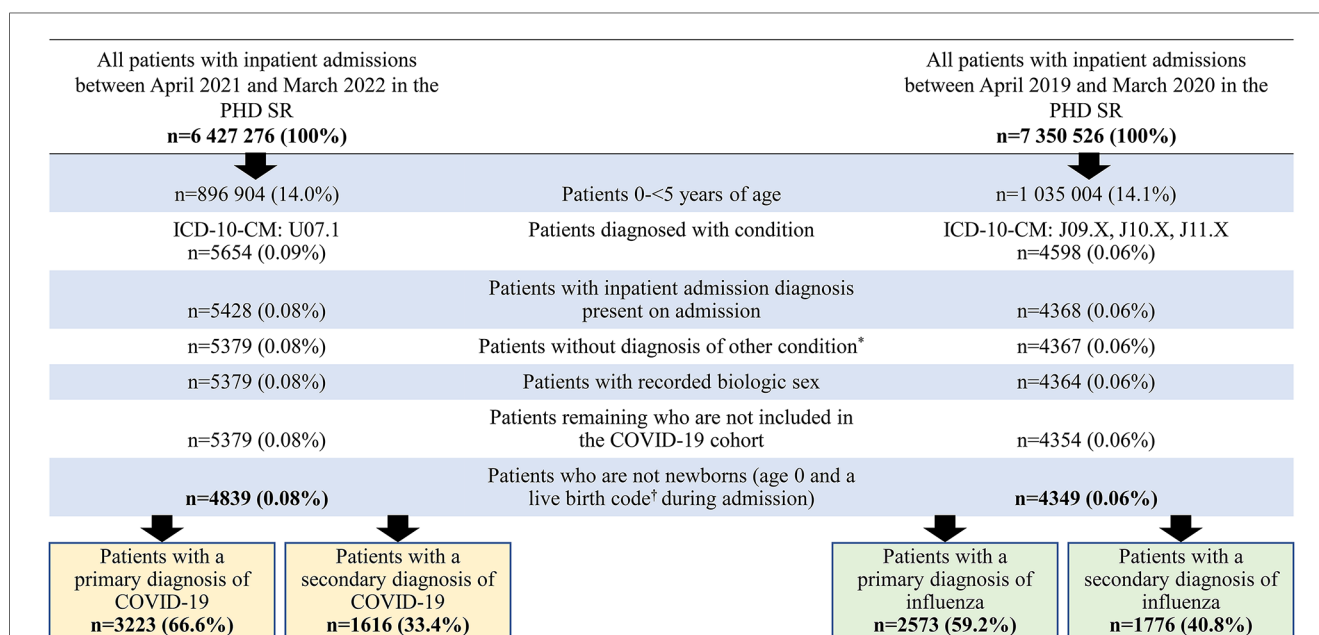 All patients with inpatient admissions
between April 2021 and March 2022 in the
PHD SR
n=6 427 276 (100%)
All patients with inpatient admissions
between April 2019 and March 2020 in the
PHD SR
n=7 350 526 (100%)
n=896 904 (14.0%)
Patients 0-<5 years of age
n=1 035 004 (14.1%)
ICD-10-CM: U07.1
n=5654 (0.09%)
Patients diagnosed with condition
ICD-10-CM: J09.X, J10.X, J11.X
n=4598 (0.06%)
n=5428 (0.08%)
Patients with inpatient admission diagnosis
present on admission
n=4368 (0.06%)
n=5379 (0.08%)
Patients without diagnosis of other condition*
n=4367 (0.06%)
n=5379 (0.08%)
Patients with recorded biologic sex
n=4364 (0.06%)
n=5379 (0.08%)
Patients remaining who are not included in
the COVID-19 cohort
n=4354 (0.06%)
n=4839 (0.08%)
Patients who are not newborns (age 0 and a
live birth code† during admission)
n=4349 (0.06%)
Patients with a
primary diagnosis of
COVID-19
n=3223 (66.6%)
Patients with a
secondary diagnosis of
COVID-19
n=1616 (33.4%)
Patients with a
primary diagnosis of
influenza
n=2573 (59.2%)
Patients with a
secondary diagnosis of
influenza
n=1776 (40.8%)